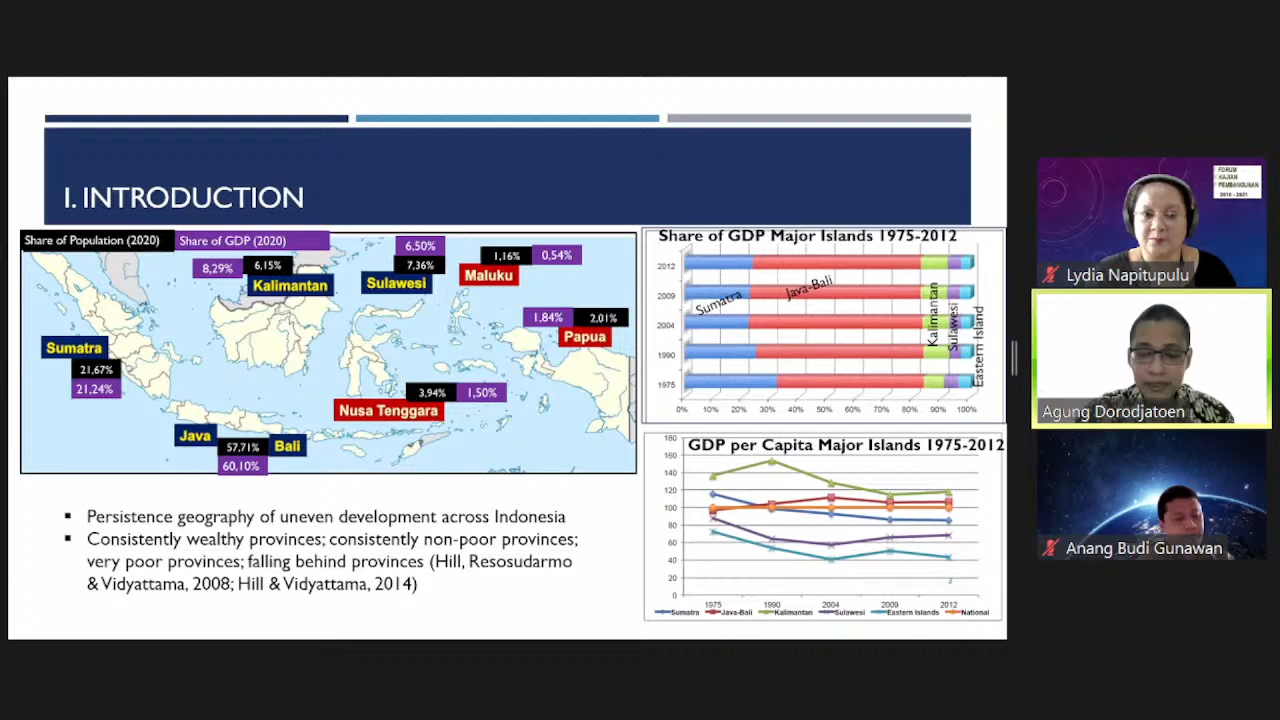 I. INTRODUCTION
Share of Population (2020)
Share of GDP (2020)
8,29%
6,15%
Kalimantan
6,50%
7,36%
Sulawesi
1,16%
0,54%
Maluku
1,84%
2,01%
Papua
Sumatra
21,67%
21,24%
3,94%
1,50%
Nusa Tenggara
Java
57,71%
Bali
60,10%
Persistence geography of uneven development across Indonesia
Consistently wealthy provinces; consistently non-poor provinces;
very poor provinces; falling behind provinces (Hill, Resosudarmo
& Vidyattama, 2008; Hill & Vidyattama, 2014)
Share of GDP Major Islands 1975-2012
2012
2009
2004
1990
1975
Sumatra
Java-Bali
Kalimantan
Sulawesi
Eastern Island
0% 10% 20% 30% 40% 50% 60% 70% 80% 90% 100%
GDP per Capita Major Islands 1975-2012
180
160
140
120
100
80
60
40
20
0
1975 1990 2004 2009 2012
Sumatra Java-Bali Kalimantan Sulawesi Eastern Islands National
FORUM
KAJIAN
PEMBANGUNAN
Lydia Napitupulu
Agung Dorodjatoen
Anang Budi Gunawan